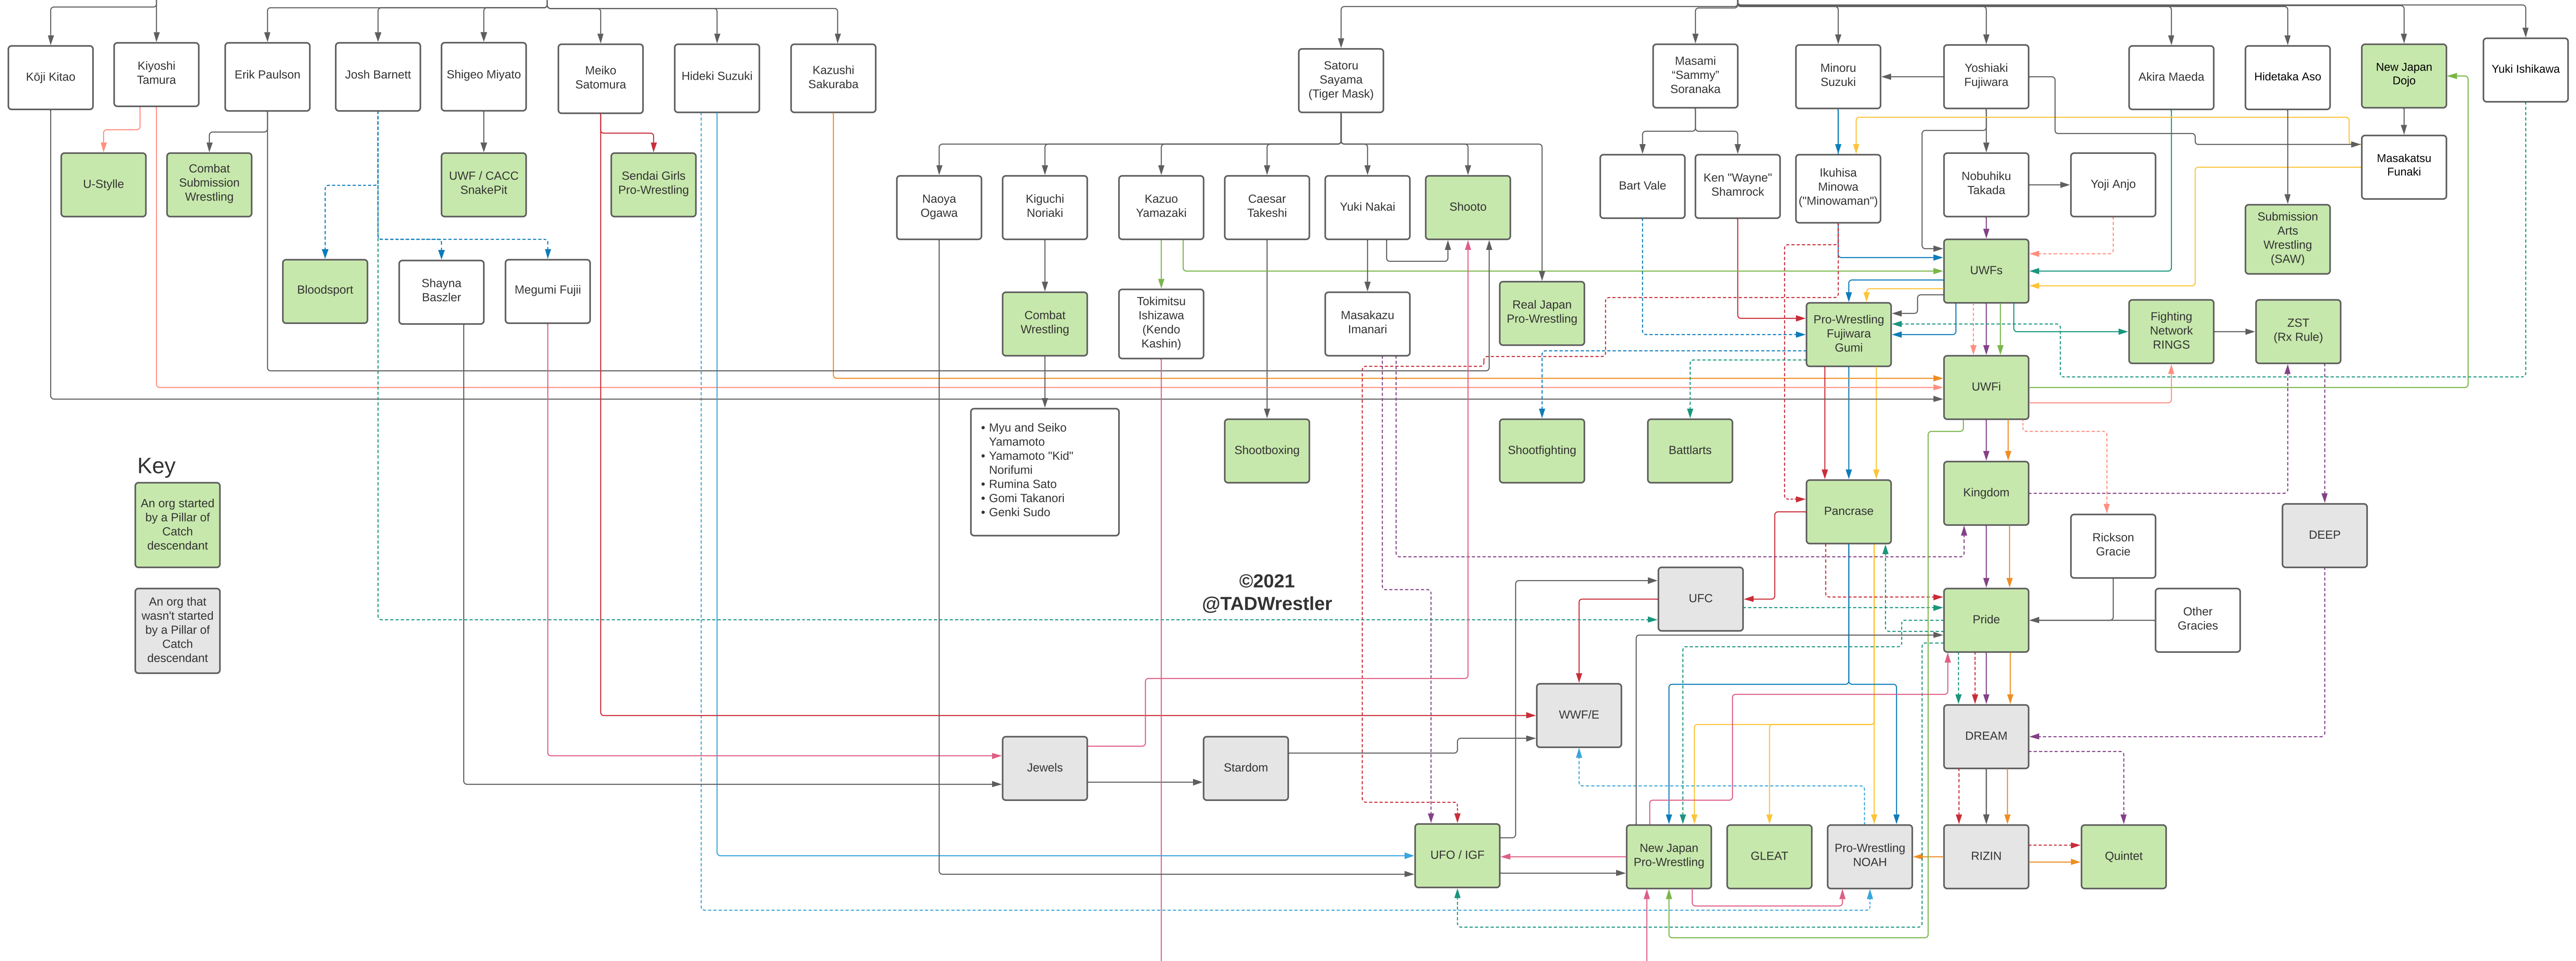 Kōji Kitao
Kiyoshi
Tamura
Erik Paulson
Josh Barnett
Shigeo Miyato
Meiko
Satomura
Hideki Suzuki
Kazushi
Sakuraba
Satoru
Sayama
(Tiger Mask)
Masami
“Sammy”
Soranaka
Minoru
Suzuki
Yoshiaki
Fujiwara
Akira Maeda
Hidetaka Aso
New Japan
Dojo
Yuki Ishikawa
U-Stylle
Combat
Submission
Wrestling
UWF / CACC
SnakePit
Sendai Girls
Pro-Wrestling
Naoya
Ogawa
Kiguchi
Noriaki
Kazuo
Yamazaki
Caesar
Takeshi
Yuki Nakai
Shooto
Bart Vale
Ken "Wayne"
Shamrock
Ikuhisa
Minowa
("Minowaman")
Nobuhiku
Takada
Yoji Anjo
Masakatsu
Funaki
Submission
Arts
Wrestling
(SAW)
Bloodsport
Shayna
Baszler
Megumi Fujii
Combat
Wrestling
Tokimitsu
Ishizawa
(Kendo
Kashin)
Masakazu
Imanari
Real Japan
Pro-Wrestling
Pro-Wrestling
Fujiwara
Gumi
UWFs
Fighting
Network
RINGS
ZST
(Rx Rule)
UWFi
• Myu and Seiko
Yamamoto
• Yamamoto "Kid"
Norifumi
• Rumina Sato
• Gomi Takanori
• Genki Sudo
Shootboxing
Shootfighting
Battlarts
Key
An org started
by a Pillar of
Catch
descendant
An org that
wasn't started
by a Pillar of
Catch
descendant
Pancrase
Kingdom
Rickson
Gracie
DEEP
©2021
@TADWrestler
UFC
Pride
Other
Gracies
WWF/E
DREAM
Jewels
Stardom
UFO / IGF
New Japan
Pro-Wrestling
GLEAT
Pro-Wrestling
NOAH
RIZIN
Quintet